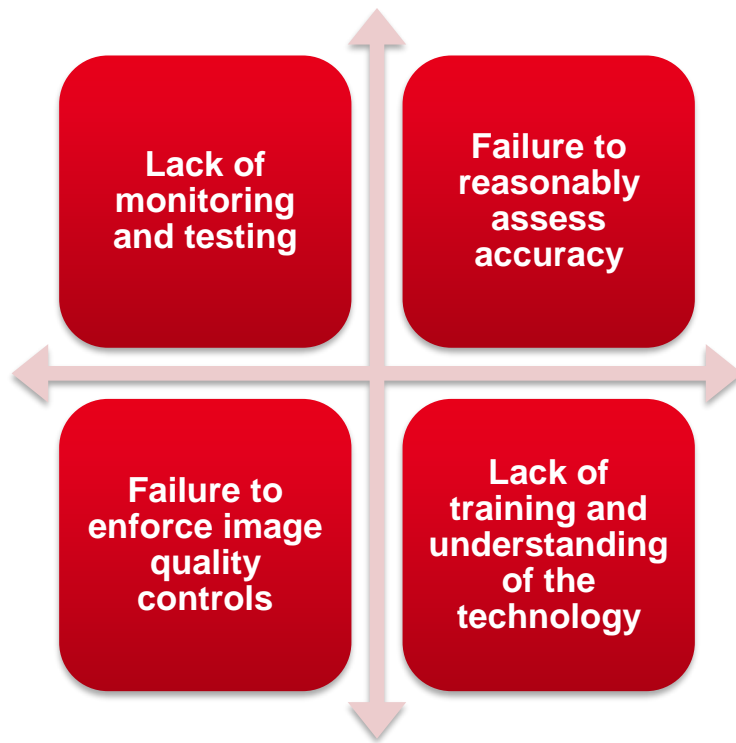 Lack of
monitoring
and testing
Failure to
reasonably
assess
accuracy
Failure to
enforce image
quality
controls
Lack of
training and
understanding
of the
technology